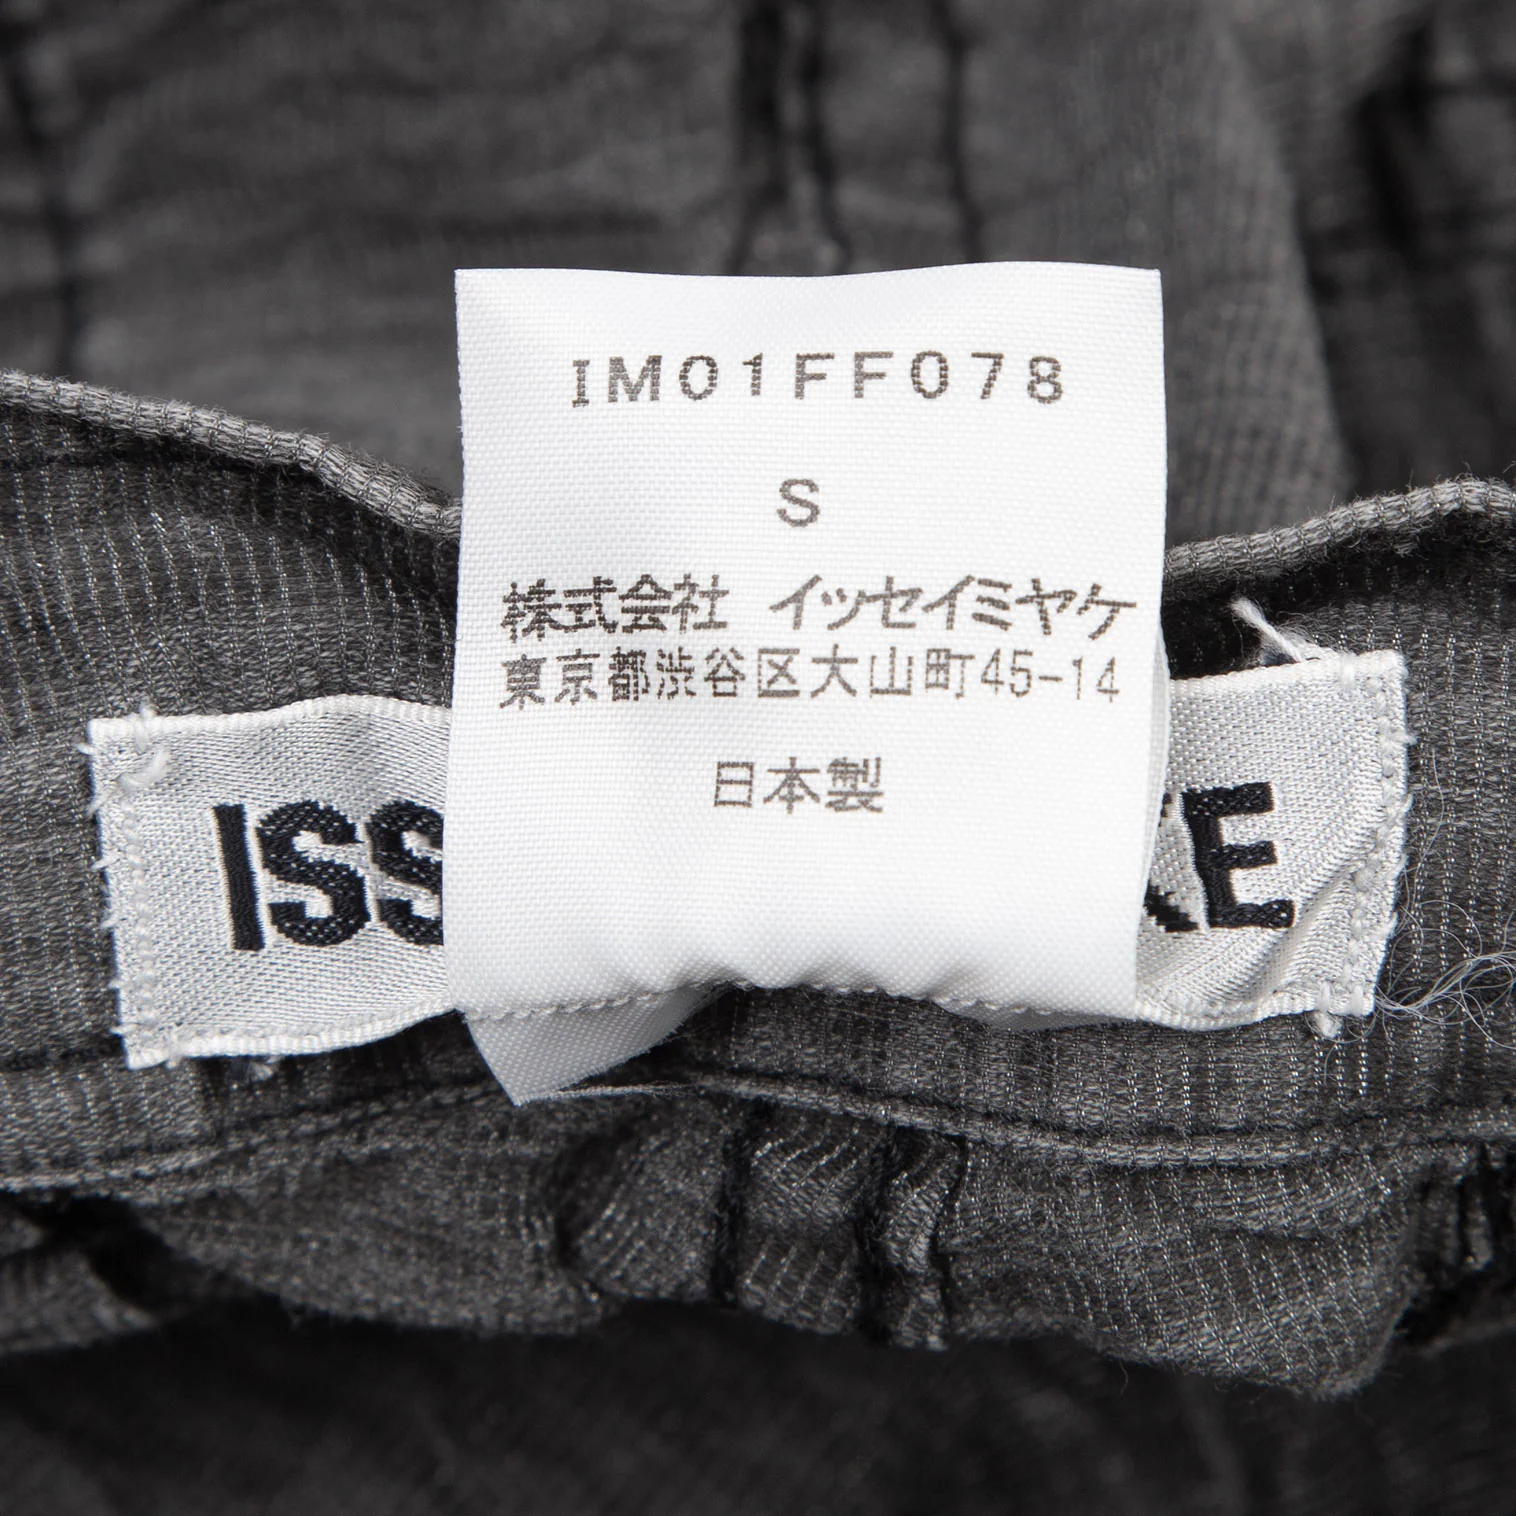 IM01FF078
S
株式会社 イッセイミヤケ
東京都渋谷区大山町45-14
日本製
ISS
KE